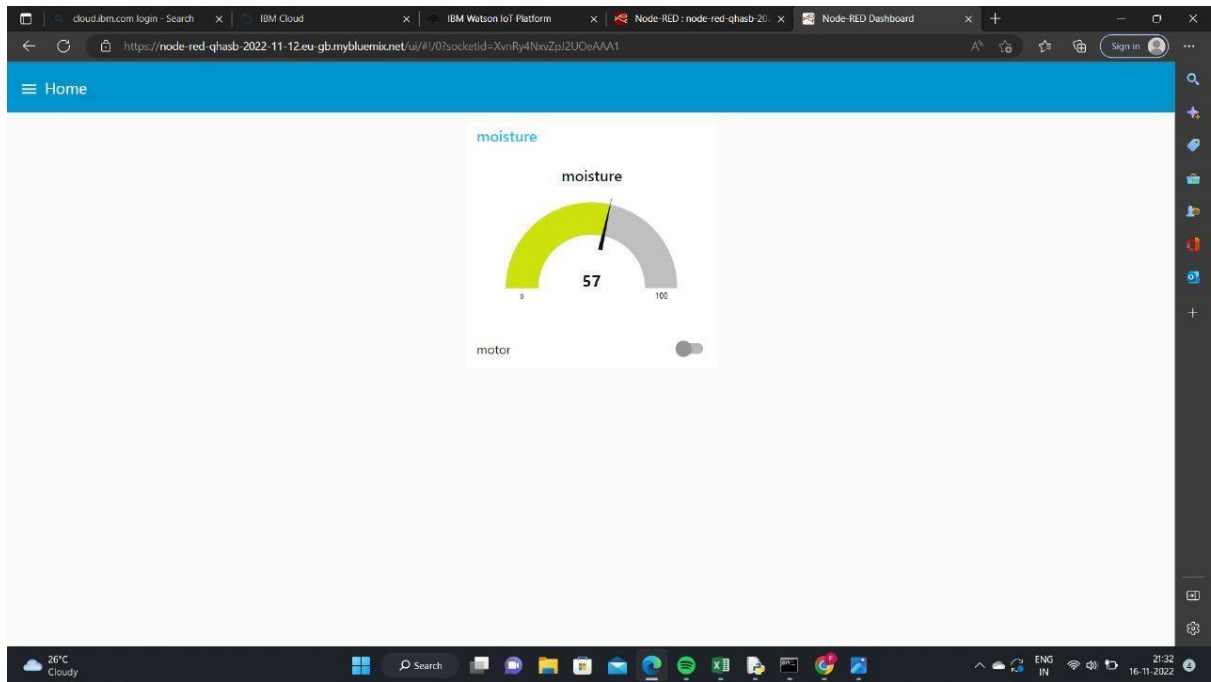 cloud.ibm.com login - Search
IBM Cloud
IBM Watson IoT Platform
Node-RED : node-red-qhasb-20
Node-RED Dashboard
https://node-red-qhasb-2022-11-12.eu-gb.mybluemix.net/ui/#!/0?socketid=XvnRy4NxvZpJ2UOeAAA1
Sign in
Home
moisture
moisture
57
0
100
motor
26°C
Cloudy
Search
ENG
IN
21:32
16-11-2022
4